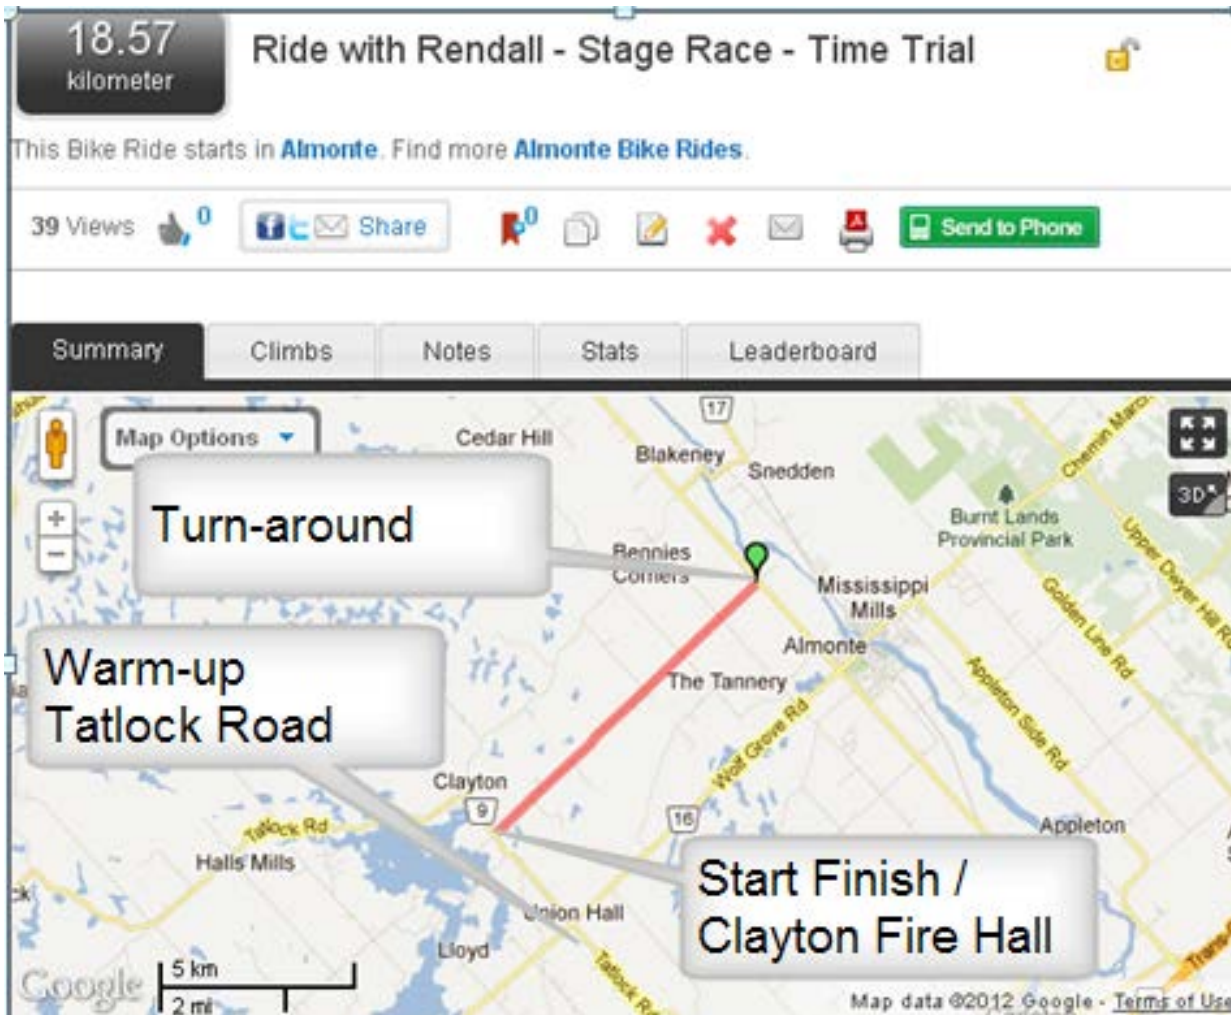 18.57
kilometer
Ride with Rendall - Stage Race - Time Trial
This Bike Ride starts in Almonte. Find more Almonte Bike Rides.
39 Views
0
Share
0
Send to Phone
Summary
Climbs
Notes
Stats
Leaderboard
Map Options
Cedar Hill
17
Blakeney
Snedden
Chemin March
3D
Burnt Lands
Provincial Park
Upper Dwyer Hill Rd
Turn-around
Bennies
Corners
Mississippi
Mills
Golden Line Rd
Almonte
The Tannery
Appleton Side Rd
Wolf Grove Rd
Warm-up
Tatlock Road
Clayton
9
16
Tatlock Rd
Halls Mills
Appleton
Start Finish /
Clayton Fire Hall
Union Hall
Lloyd
Tatlock Rd
Google
5 km
2 mi
Map data ©2012 Google - Terms of Use